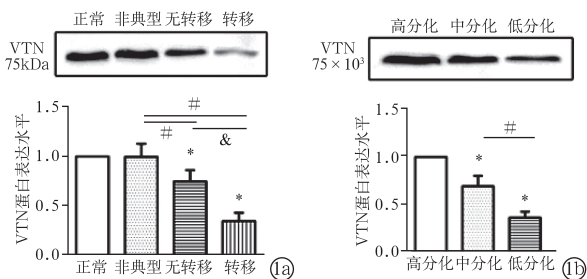 正常 非典型 无转移 转移
VTN
75kDa
#
#
&
1.5
1.0
0.5
0.0
VTN蛋白表达水平
*
*
正常 非典型 无转移 转移
1a
高分化 中分化 低分化
VTN
75×10³
#
1.5
1.0
0.5
0.0
VTN蛋白表达水平
*
*
高分化 中分化 低分化
1b